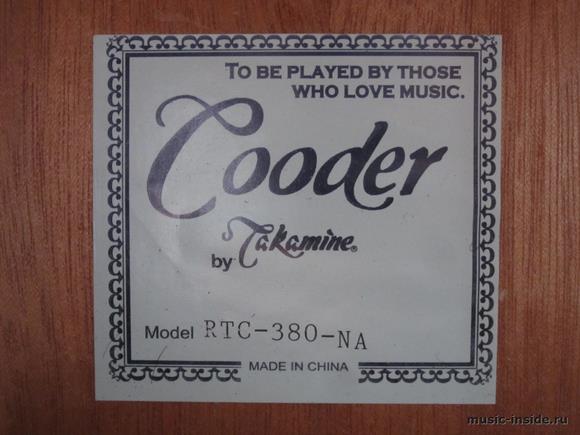 TO BE PLAYED BY THOSE
WHO LOVE MUSIC.
Cooder
by Takamine®
Model RTC-380-NA
MADE IN CHINA
music-inside.ru